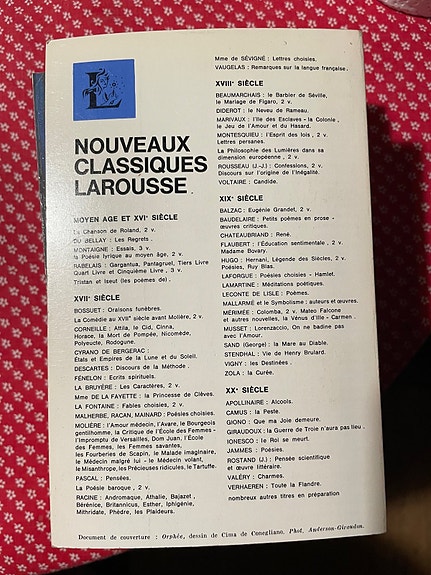 NOUVEAUX
CLASSIQUES
LAROUSSE
MOYEN AGE ET XVIᵉ SIÈCLE
La Chanson de Roland, 2 v.
DU BELLAY : Les Regrets .
MONTAIGNE : Essais, 3 v.
la Poésie lyrique au moyen âge, 2 v.
RABELAIS : Gargantua, Pantagruel, Tiers Livre
Quart Livre et Cinquième Livre , 3 v.
Tristan et Iseut (les poèmes de) .
XVIIᵉ SIÈCLE
BOSSUET : Oraisons funèbres.
La Comédie au XVIIᵉ siècle avant Molière, 2 v.
CORNEILLE : Attila, le Cid, Cinna,
Horace, la Mort de Pompée, Nicomède,
Polyeucte, Rodogune.
CYRANO DE BERGERAC :
États et Empires de la Lune et du Soleil.
DESCARTES : Discours de la Méthode .
FÉNELON : Ecrits spirituels.
LA BRUYÈRE : Les Caractères, 2 v.
Mme DE LA FAYETTE : la Princesse de Clèves.
LA FONTAINE : Fables choisies, 2 v.
MALHERBE, RACAN, MAINARD : Poésies choisies.
MOLIÈRE : l'Amour médecin, l'Avare, le Bourgeois
gentilhomme, la Critique de l'École des Femmes -
l'Impromptu de Versailles, Dom Juan, l'École
des Femmes, les Femmes savantes,
les Fourberies de Scapin, le Malade imaginaire,
le Médecin malgré lui - le Médecin volant,
le Misanthrope, les Précieuses ridicules, le Tartuffe.
PASCAL : Pensées.
La Poésie baroque , 2 v.
RACINE : Andromaque, Athalie, Bajazet ,
Bérénice, Britannicus, Esther, Iphigénie,
Mithridate, Phèdre, les Plaideurs.
Mme de SÉVIGNÉ : Lettres choisies.
VAUGELAS : Remarques sur la langue française.
XVIIIᵉ SIÈCLE
BEAUMARCHAIS : le Barbier de Séville,
le Mariage de Figaro, 2 v.
DIDEROT : le Neveu de Rameau.
MARIVAUX : l'Ile des Esclaves - la Colonie ,
le Jeu de l'Amour et du Hasard.
MONTESQUIEU : l'Esprit des lois , 2 v.
Lettres persanes.
La Philosophie des Lumières dans sa
dimension européenne , 2 v.
ROUSSEAU (J.-J.) : Confessions, 2 v.
Discours sur l'origine de l'Inégalité.
VOLTAIRE : Candide.
XIXᵉ SIÈCLE
BALZAC : Eugénie Grandet, 2 v.
BAUDELAIRE : Petits poèmes en prose -
œuvres critiques.
CHATEAUBRIAND : René.
FLAUBERT : l'Éducation sentimentale , 2 v.
Madame Bovary.
HUGO : Hernani, Légende des Siècles, 2 v.
Poésies, Ruy Blas.
LAFORGUE : Poésies choisies - Hamlet.
LAMARTINE : Méditations poétiques.
LECONTE DE LISLE : Poèmes.
MALLARMÉ et le Symbolisme : auteurs et œuvres.
MÉRIMÉE : Colomba, 2 v. Mateo Falcone
et autres nouvelles, la Vénus d'Ille - Carmen .
MUSSET : Lorenzaccio, On ne badine pas
avec l'Amour.
SAND (George) : la Mare au Diable.
STENDHAL : Vie de Henry Brulard.
VIGNY : les Destinées .
ZOLA : la Curée.
XXᵉ SIÈCLE
APOLLINAIRE : Alcools.
CAMUS : la Peste.
GIONO : Que ma Joie demeure.
GIRAUDOUX : la Guerre de Troie n'aura pas lieu .
IONESCO : le Roi se meurt.
JAMMES : Poésies.
ROSTAND (J.) : Pensée scientifique
et œuvre littéraire.
VALÉRY : Charmes.
VERHAEREN : Toute la Flandre.
nombreux autres titres en préparation
Document de couverture : Orphée, dessin de Cima de Conegliano. Phot. Anderson-Giraudon.